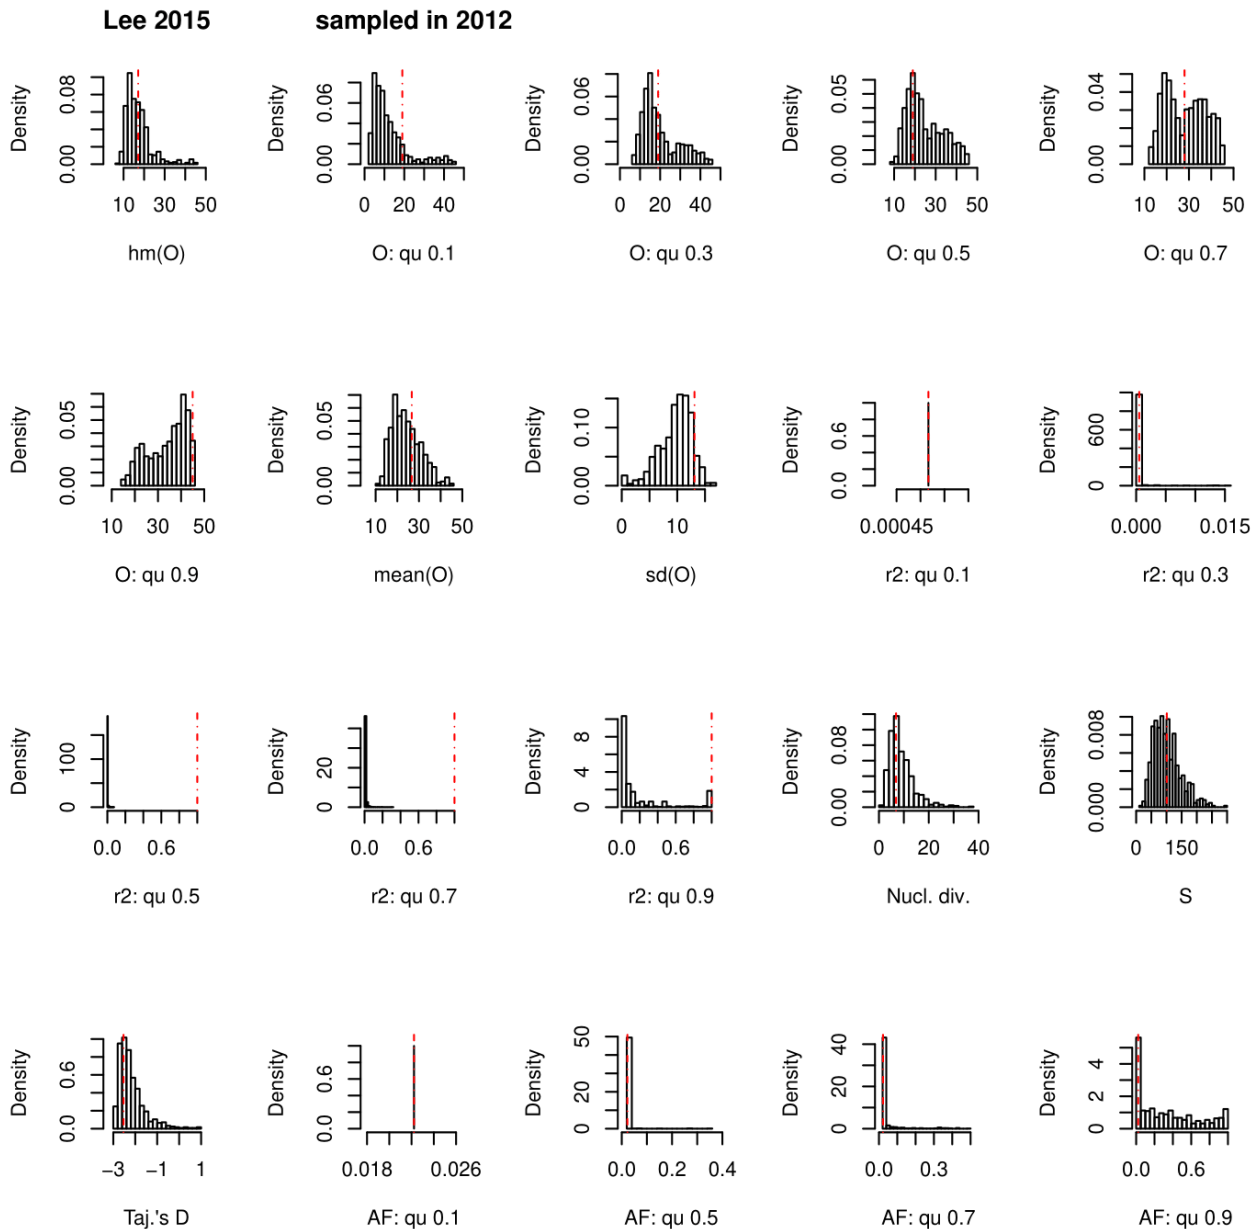 Lee 2015 sampled in 2012
Density
0.00 0.08
10 30 50
hm(O)
Density
0.00 0.06
0 20 40
O: qu 0.1
Density
0.00 0.06
0 20 40
O: qu 0.3
Density
0.00 0.05
10 30 50
O: qu 0.5
Density
0.00 0.04
10 30 50
O: qu 0.7
Density
0.00 0.05
10 30 50
O: qu 0.9
Density
0.00 0.05
10 30 50
mean(O)
Density
0.00 0.10
0 10
sd(O)
Density
0.0 0.6
0.00045
r2: qu 0.1
Density
0 600
0.000 0.015
r2: qu 0.3
Density
0 100
0.0 0.6
r2: qu 0.5
Density
0 20
0.0 0.6
r2: qu 0.7
Density
0 4 8
0.0 0.6
r2: qu 0.9
Density
0.00 0.08
0 20 40
Nucl. div.
Density
0.000 0.008
0 150
S
Density
0.0 0.6
−3 −1 1
Taj.'s D
Density
0.0 0.6
0.018 0.026
AF: qu 0.1
Density
0 20 50
0.0 0.2 0.4
AF: qu 0.5
Density
0 20 40
0.0 0.3
AF: qu 0.7
Density
0 2 4
0.0 0.6
AF: qu 0.9